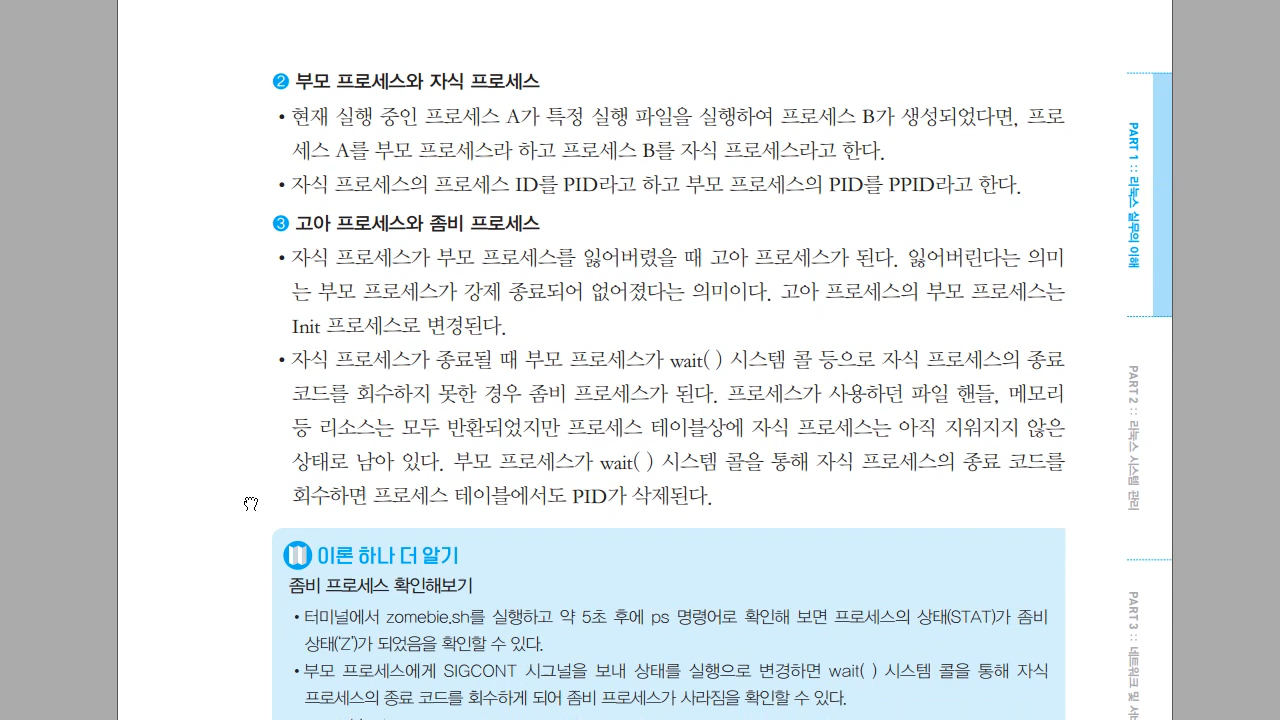 ❷ 부모 프로세스와 자식 프로세스
• 현재 실행 중인 프로세스 A가 특정 실행 파일을 실행하여 프로세스 B가 생성되었다면, 프로
세스 A를 부모 프로세스라 하고 프로세스 B를 자식 프로세스라고 한다.
• 자식 프로세스의 프로세스 ID를 PID라고 하고 부모 프로세스의 PID를 PPID라고 한다.
❸ 고아 프로세스와 좀비 프로세스
• 자식 프로세스가 부모 프로세스를 잃어버렸을 때 고아 프로세스가 된다. 잃어버린다는 의미
는 부모 프로세스가 강제 종료되어 없어졌다는 의미이다. 고아 프로세스의 부모 프로세스는
Init 프로세스로 변경된다.
• 자식 프로세스가 종료될 때 부모 프로세스가 wait( ) 시스템 콜 등으로 자식 프로세스의 종료
코드를 회수하지 못한 경우 좀비 프로세스가 된다. 프로세스가 사용하던 파일 핸들, 메모리
등 리소스는 모두 반환되었지만 프로세스 테이블상에 자식 프로세스는 아직 지워지지 않은
상태로 남아 있다. 부모 프로세스가 wait( ) 시스템 콜을 통해 자식 프로세스의 종료 코드를
회수하면 프로세스 테이블에서도 PID가 삭제된다.
이론 하나 더 알기
좀비 프로세스 확인해보기
• 터미널에서 zomebie.sh를 실행하고 약 5초 후에 ps 명령어로 확인해 보면 프로세스의 상태(STAT)가 좀비
상태('Z')가 되었음을 확인할 수 있다.
• 부모 프로세스에게 SIGCONT 시그널을 보내 상태를 실행으로 변경하면 wait( ) 시스템 콜을 통해 자식
프로세스의 종료 코드를 회수하게 되어 좀비 프로세스가 사라짐을 확인할 수 있다.
PART 1 :: 리눅스 실무의 이해
PART 2 :: 리눅스 시스템 관리
PART 3 :: 네트워크 및